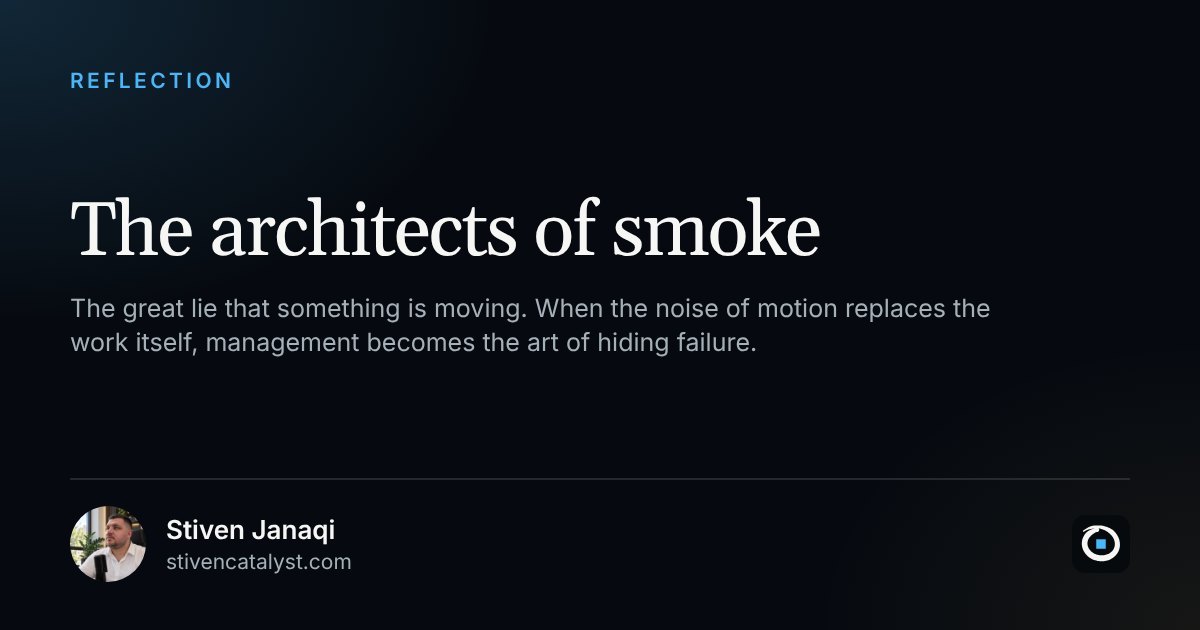 REFLECTION
The architects of smoke
The great lie that something is moving. When the noise of motion replaces the
work itself, management becomes the art of hiding failure.
Stiven Janaqi
stivencatalyst.com